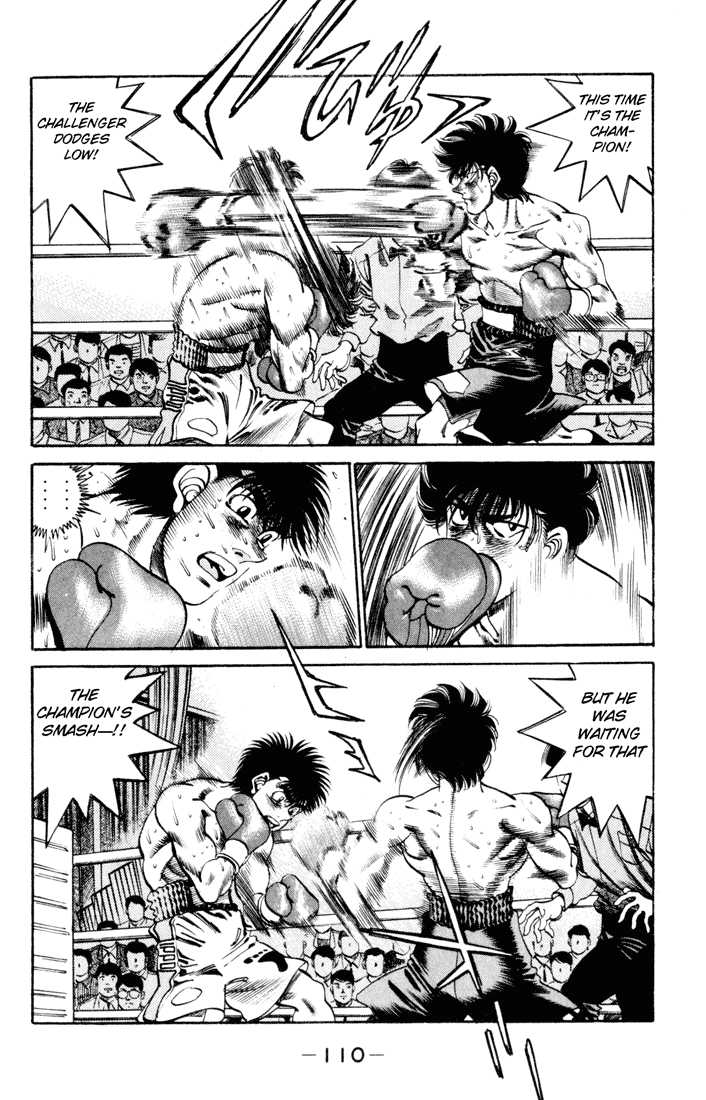 THIS TIME
IT'S THE
CHAM-
PION!
THE
CHALLENGER
DODGES
LOW!
BUT HE
WAS
WAITING
FOR THAT
THE
CHAMPION'S
SMASH—!!
—110—